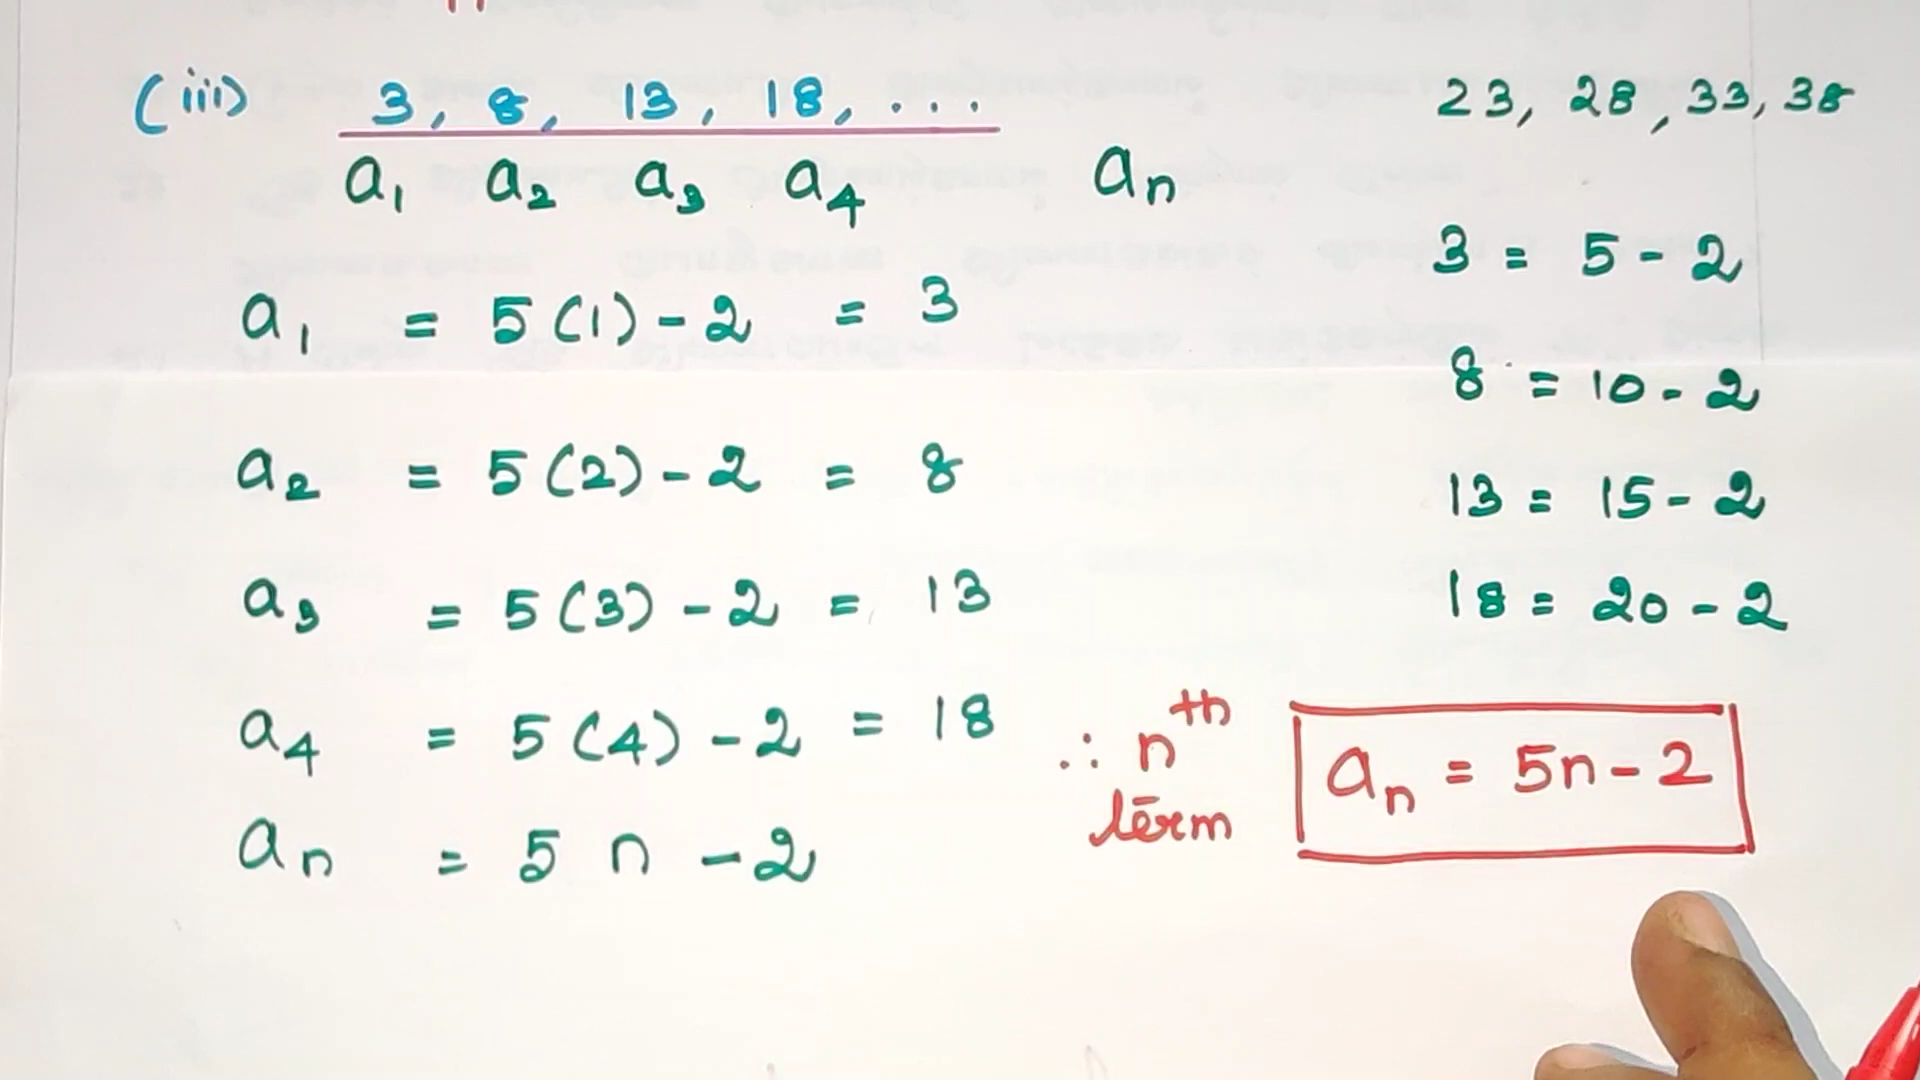 (iii) 3, 8, 13, 18, ...
a₁ a₂ a₃ a₄ aₙ
a₁ = 5(1) - 2 = 3
a₂ = 5(2) - 2 = 8
a₃ = 5(3) - 2 = 13
a₄ = 5(4) - 2 = 18
aₙ = 5 n - 2
23, 28, 33, 38
3 = 5 - 2
8 = 10 - 2
13 = 15 - 2
18 = 20 - 2
∴ nᵗʰ term
aₙ = 5n - 2